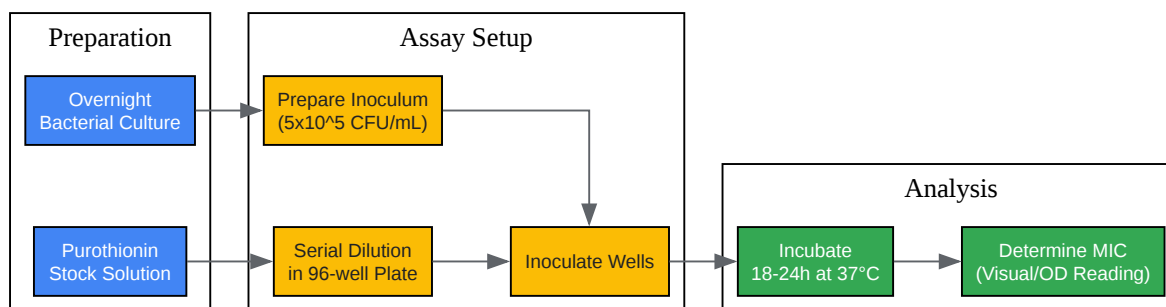 Preparation
Overnight
Bacterial Culture
Purothionin
Stock Solution
Assay Setup
Prepare Inoculum
(5x10^5 CFU/mL)
Serial Dilution
in 96-well Plate
Inoculate Wells
Analysis
Incubate
18-24h at 37°C
Determine MIC
(Visual/OD Reading)